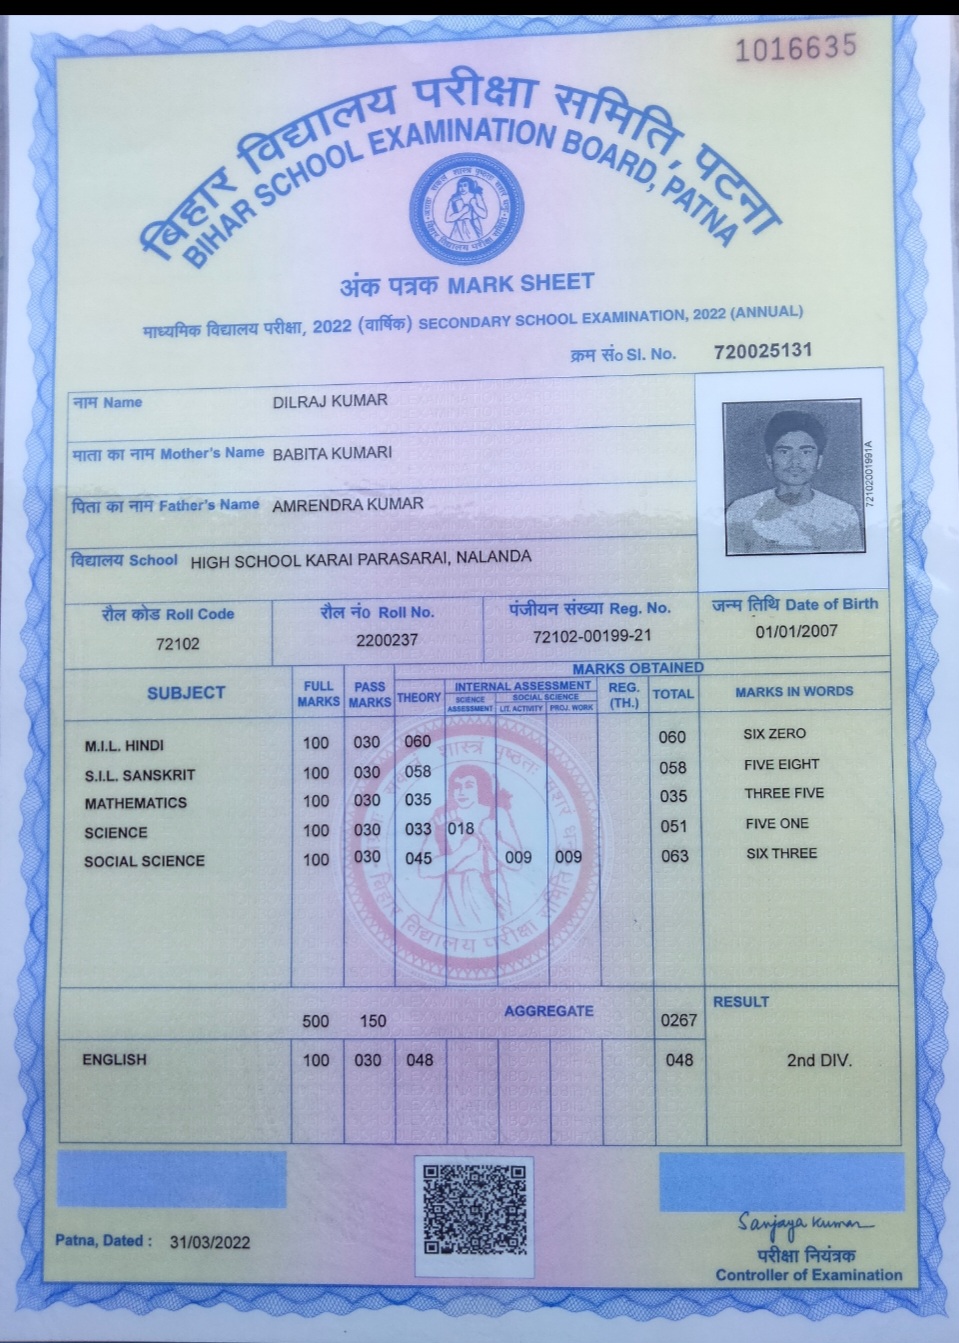 1016635
बिहार विद्यालय परीक्षा समिति, पटना
BIHAR SCHOOL EXAMINATION BOARD, PATNA
अंक पत्रक MARK SHEET
माध्यमिक विद्यालय परीक्षा, 2022 (वार्षिक) SECONDARY SCHOOL EXAMINATION, 2022 (ANNUAL)
क्रम सं० Sl. No. 720025131
नाम Name DILRAJ KUMAR
माता का नाम Mother's Name BABITA KUMARI
पिता का नाम Father's Name AMRENDRA KUMAR
72102001991A
विद्यालय School HIGH SCHOOL KARAI PARASARAI, NALANDA
रौल कोड Roll Code रौल नं० Roll No. पंजीयन संख्या Reg. No. जन्म तिथि Date of Birth
72102 2200237 72102-00199-21 01/01/2007
MARKS OBTAINED
SUBJECT FULL MARKS PASS MARKS THEORY INTERNAL ASSESSMENT REG. (TH.) TOTAL MARKS IN WORDS
SCIENCE ASSESSMENT SOCIAL SCIENCE LIT. ACTIVITY PROJ. WORK
M.I.L. HINDI 100 030 060 060 SIX ZERO
S.I.L. SANSKRIT 100 030 058 058 FIVE EIGHT
MATHEMATICS 100 030 035 035 THREE FIVE
SCIENCE 100 030 033 018 051 FIVE ONE
SOCIAL SCIENCE 100 030 045 009 009 063 SIX THREE
बिहार विद्यालय परीक्षा समिति
500 150 AGGREGATE 0267 RESULT
ENGLISH 100 030 048 048 2nd DIV.
Patna, Dated : 31/03/2022
Sanjaya Kumar
परीक्षा नियंत्रक
Controller of Examination